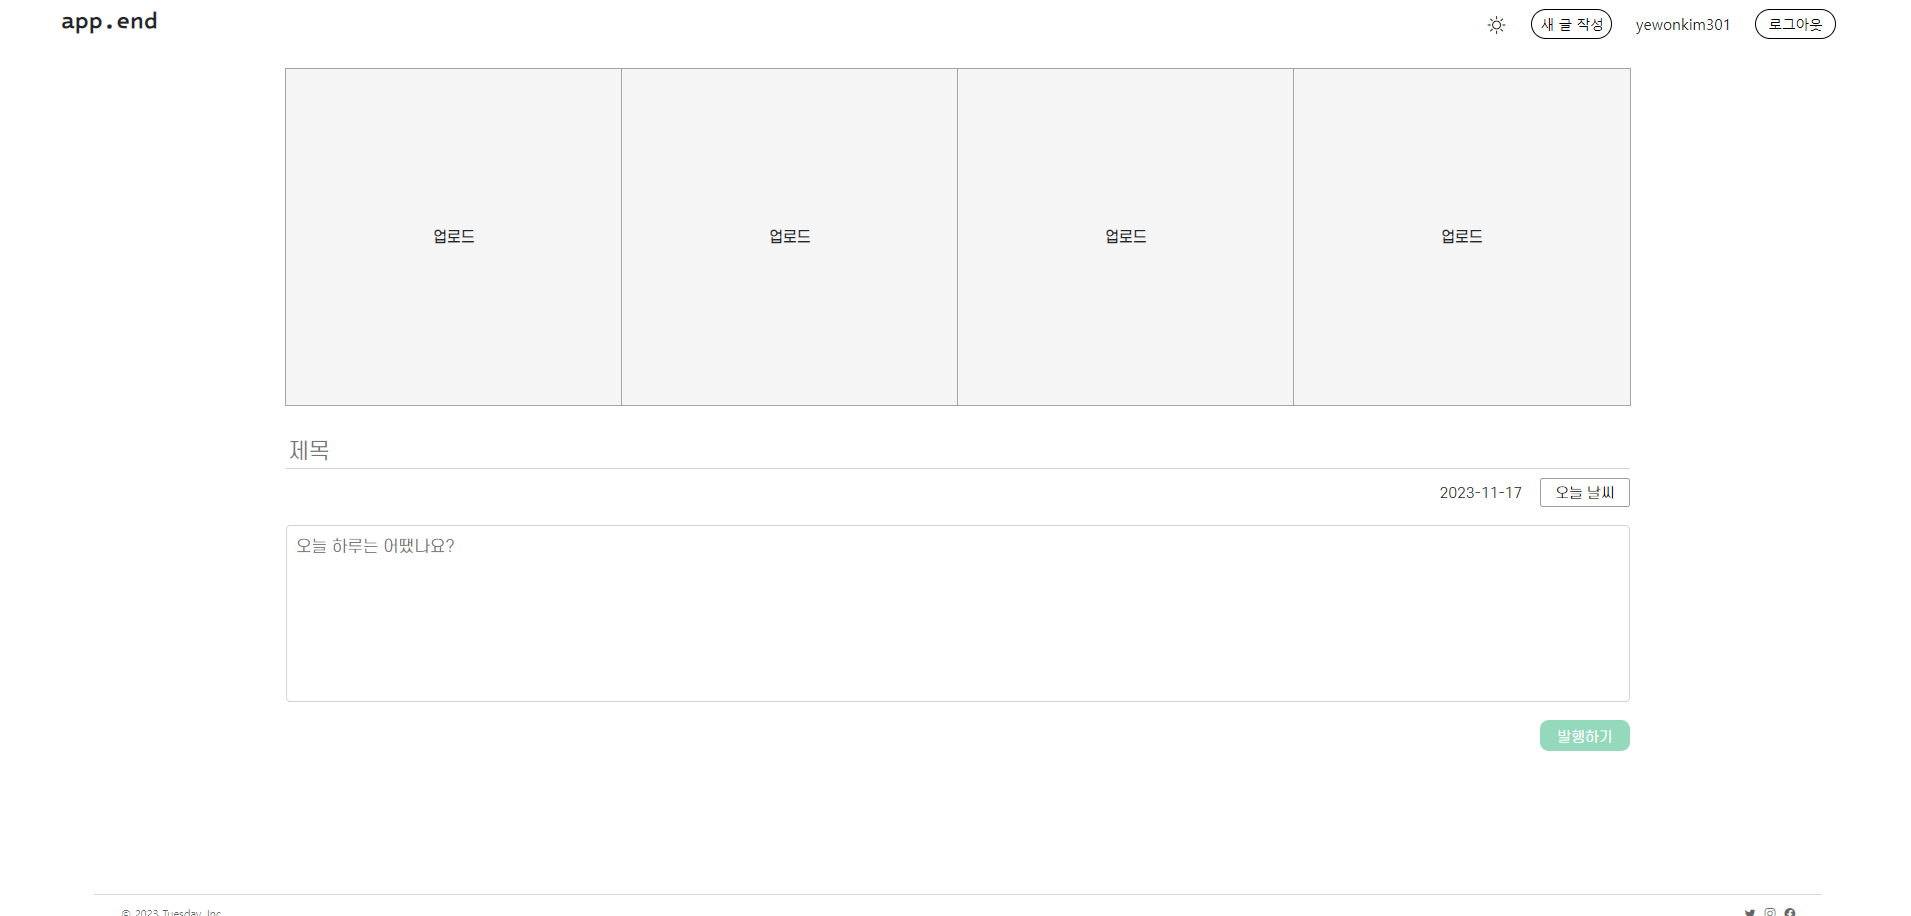 app.end
새 글 작성 yewonkim301 로그아웃
업로드 업로드 업로드 업로드
제목
2023-11-17 오늘 날씨
오늘 하루는 어땠나요?
발행하기
© 2023 Tuesday, Inc